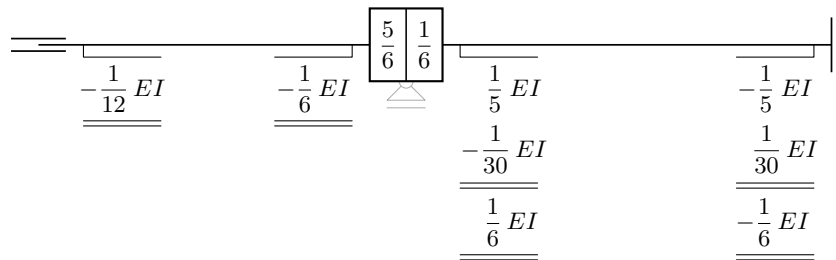 5/6 1/6
-1/12 EI -1/6 EI 1/5 EI -1/5 EI
-1/30 EI 1/30 EI
1/6 EI -1/6 EI